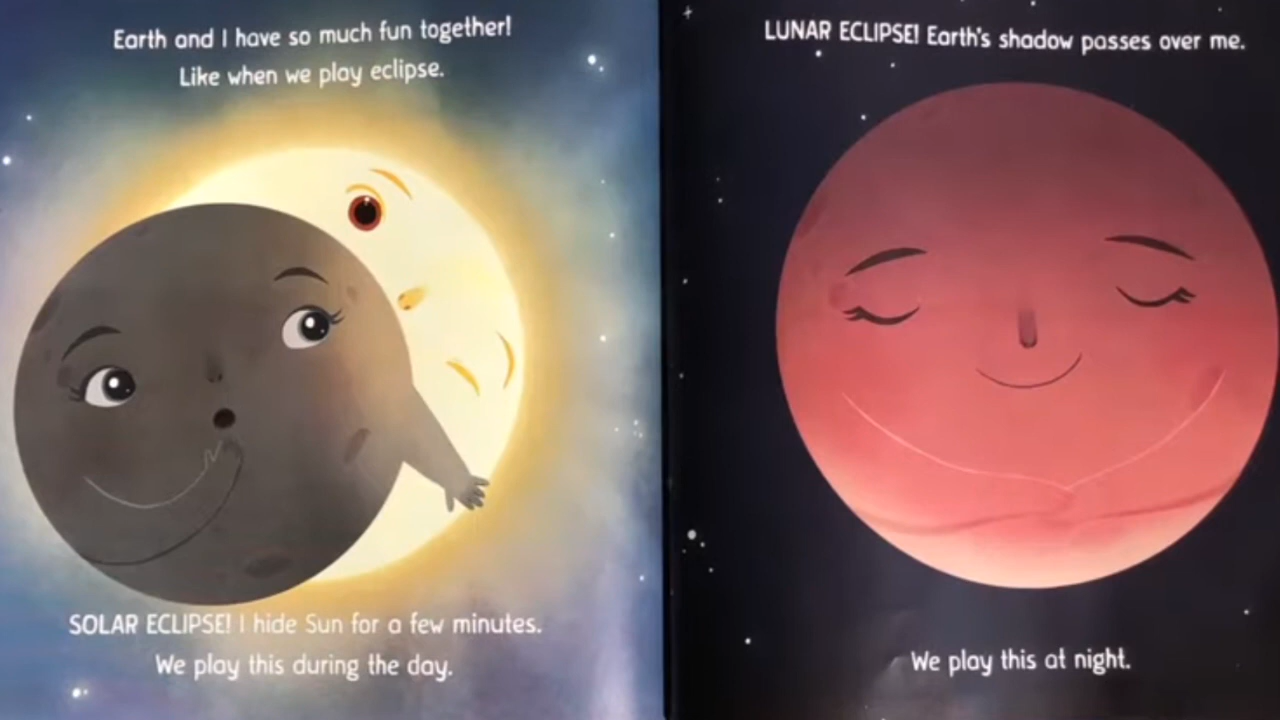 Earth and I have so much fun together!
Like when we play eclipse.
SOLAR ECLIPSE! I hide Sun for a few minutes.
We play this during the day.
LUNAR ECLIPSE! Earth's shadow passes over me.
We play this at night.